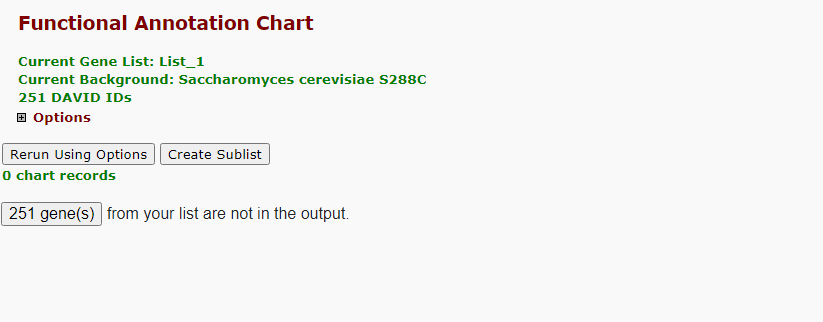 Functional Annotation Chart
Current Gene List: List_1
Current Background: Saccharomyces cerevisiae S288C
251 DAVID IDs
Options
Rerun Using Options Create Sublist
0 chart records
251 gene(s) from your list are not in the output.